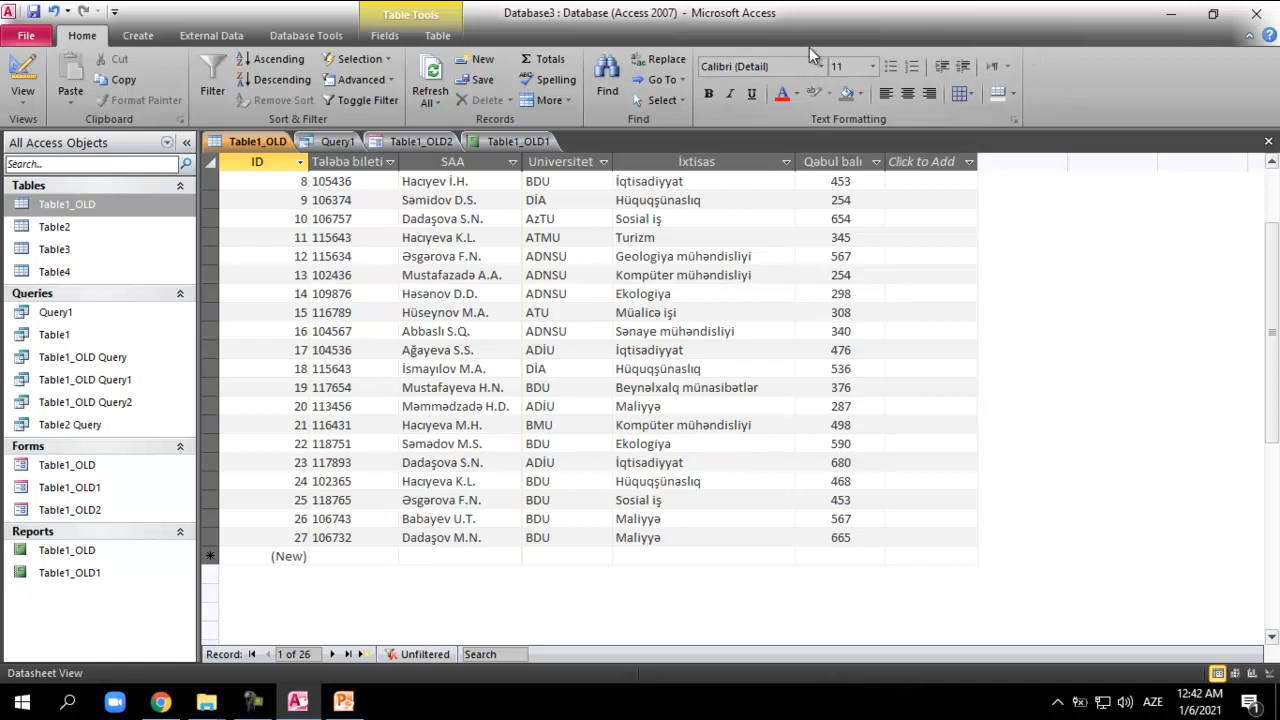 Table Tools
Database3 : Database (Access 2007) - Microsoft Access
File Home Create External Data Database Tools Fields Table
View
Views
Paste
Cut
Copy
Format Painter
Clipboard
Filter
Ascending
Descending
Remove Sort
Selection
Advanced
Toggle Filter
Sort & Filter
Refresh All
New
Save
Delete
Totals
Spelling
More
Records
Find
Replace
Go To
Select
Find
Calibri (Detail) 11
B I U A
Text Formatting
All Access Objects
Search...
Tables
Table1_OLD
Table2
Table3
Table4
Queries
Query1
Table1
Table1_OLD Query
Table1_OLD Query1
Table1_OLD Query2
Table2 Query
Forms
Table1_OLD
Table1_OLD1
Table1_OLD2
Reports
Table1_OLD
Table1_OLD1
Table1_OLD Query1 Table1_OLD2 Table1_OLD1
ID Tələbə bileti SAA Universitet İxtisas Qəbul balı Click to Add
8 105436 Hacıyev İ.H. BDU İqtisadiyyat 453
9 106374 Səmidov D.S. DİA Hüquqşünaslıq 254
10 106757 Dadaşova S.N. AzTU Sosial iş 654
11 115643 Hacıyeva K.L. ATMU Turizm 345
12 115634 Əsgərova F.N. ADNSU Geologiya mühəndisliyi 567
13 102436 Mustafazadə A.A. ADNSU Kompüter mühəndisliyi 254
14 109876 Həsənov D.D. ADNSU Ekologiya 298
15 116789 Hüseynov M.A. ATU Müalicə işi 308
16 104567 Abbaslı S.Q. ADNSU Sənaye mühəndisliyi 340
17 104536 Ağayeva S.S. ADİU İqtisadiyyat 476
18 115643 İsmayılov M.A. DİA Hüquqşünaslıq 536
19 117654 Mustafayeva H.N. BDU Beynəlxalq münasibətlər 376
20 113456 Məmmədzadə H.D. ADİU Maliyyə 287
21 116431 Hacıyeva M.H. BMU Kompüter mühəndisliyi 498
22 118751 Səmədov M.S. BDU Ekologiya 590
23 117893 Dadaşova S.N. ADİU İqtisadiyyat 680
24 102365 Hacıyeva K.L. BDU Hüquqşünaslıq 468
25 118765 Əsgərova F.N. BDU Sosial iş 453
26 106743 Babayev U.T. BDU Maliyyə 567
27 106732 Dadaşov M.N. BDU Maliyyə 665
(New)
Record: 1 of 26 Unfiltered Search
Datasheet View
AZE
12:42 AM
1/6/2021
1